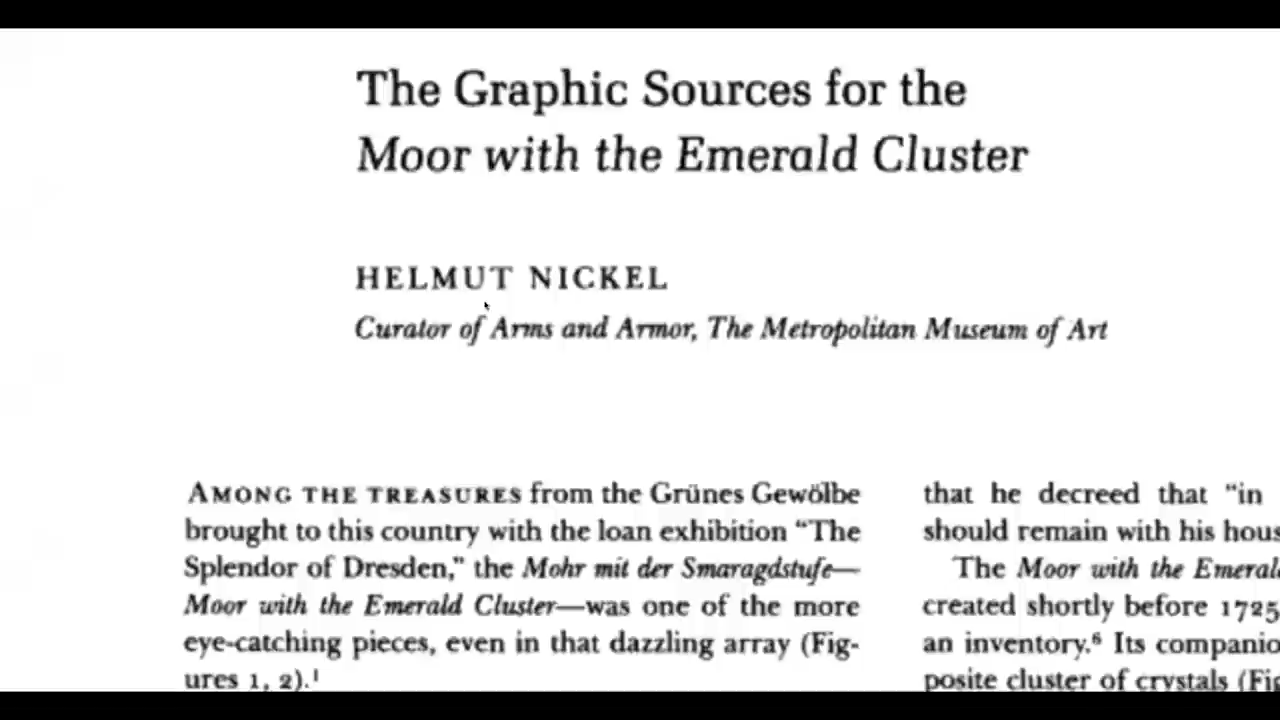 The Graphic Sources for the
Moor with the Emerald Cluster
HELMUT NICKEL
Curator of Arms and Armor, The Metropolitan Museum of Art
AMONG THE TREASURES from the Grünes Gewölbe
brought to this country with the loan exhibition “The
Splendor of Dresden,” the Mohr mit der Smaragdstufe—
Moor with the Emerald Cluster—was one of the more
eye-catching pieces, even in that dazzling array (Fig-
ures 1, 2).¹
that he decreed that “in
should remain with his hous
The Moor with the Emeral
created shortly before 1725
an inventory.⁶ Its companio
posite cluster of crystals (Fig